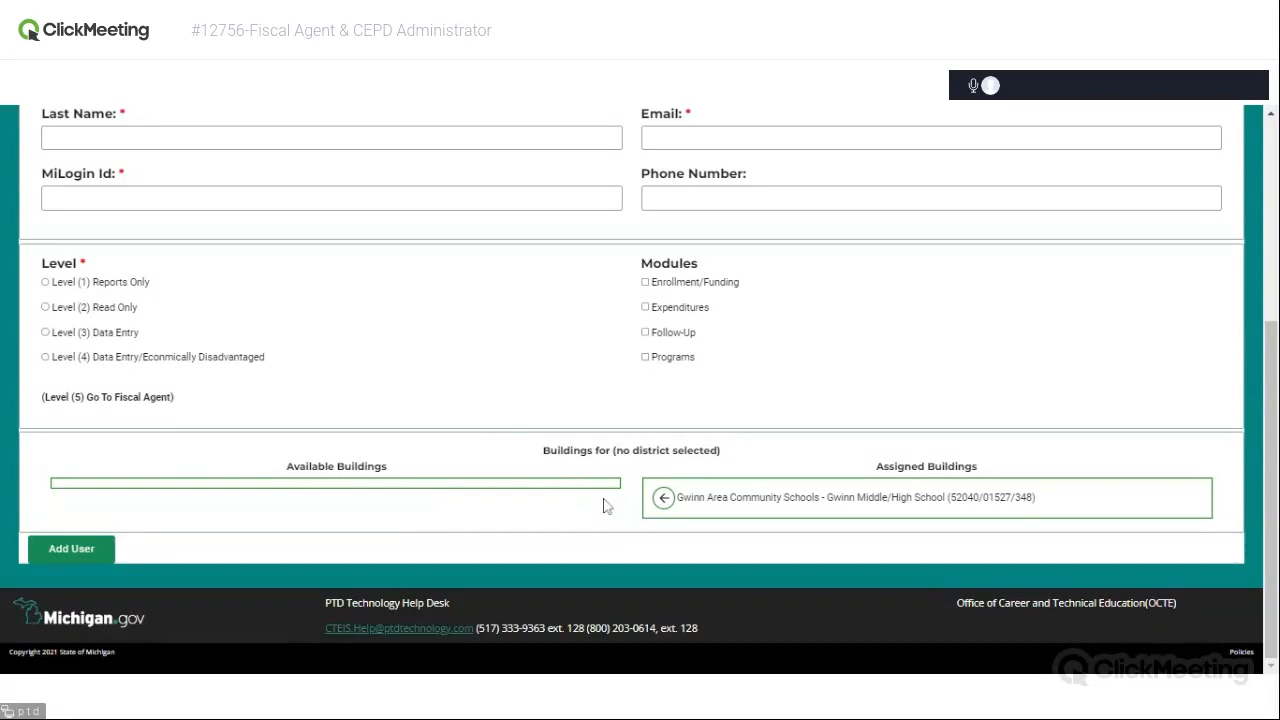 ClickMeeting #12756-Fiscal Agent & CEPD Administrator
Last Name: * Email: *
MiLogin Id: * Phone Number:
Level * Modules
Level (1) Reports Only Enrollment/Funding
Level (2) Read Only Expenditures
Level (3) Data Entry Follow-Up
Level (4) Data Entry/Econmically Disadvantaged Programs
(Level (5) Go To Fiscal Agent)
Buildings for (no district selected)
Available Buildings Assigned Buildings
Gwinn Area Community Schools - Gwinn Middle/High School (52040/01527/348)
Add User
Michigan.gov PTD Technology Help Desk Office of Career and Technical Education(OCTE)
CTEIS.Help@ptdtechnology.com (517) 333-9363 ext. 128 (800) 203-0614, ext. 128
Copyright 2021 State of Michigan Policies
ClickMeeting
ptd